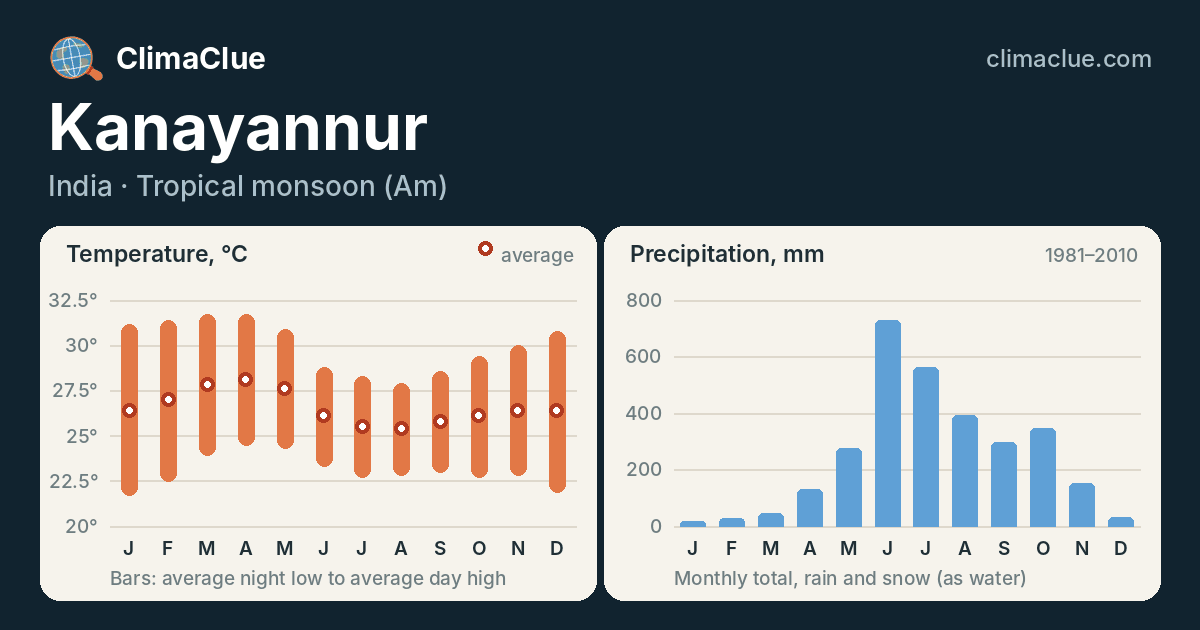 ClimaClue
climaclue.com
Kanayannur
India · Tropical monsoon (Am)
Temperature, °C
average
32.5°
30°
27.5°
25°
22.5°
20°
J F M A M J J A S O N D
Bars: average night low to average day high
Precipitation, mm
1981–2010
800
600
400
200
0
J F M A M J J A S O N D
Monthly total, rain and snow (as water)